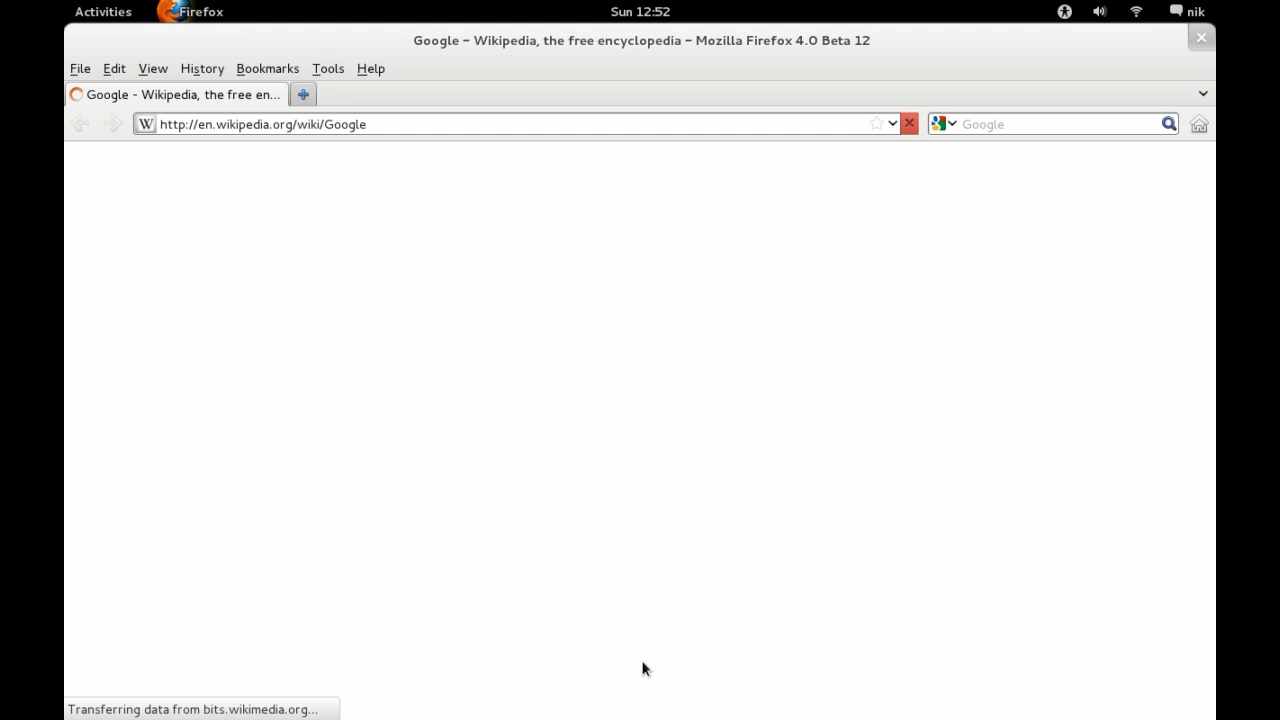 Activities Firefox Sun 12:52 nik
Google - Wikipedia, the free encyclopedia - Mozilla Firefox 4.0 Beta 12
File Edit View History Bookmarks Tools Help
Google - Wikipedia, the free en...
W http://en.wikipedia.org/wiki/Google Google
Transferring data from bits.wikimedia.org...